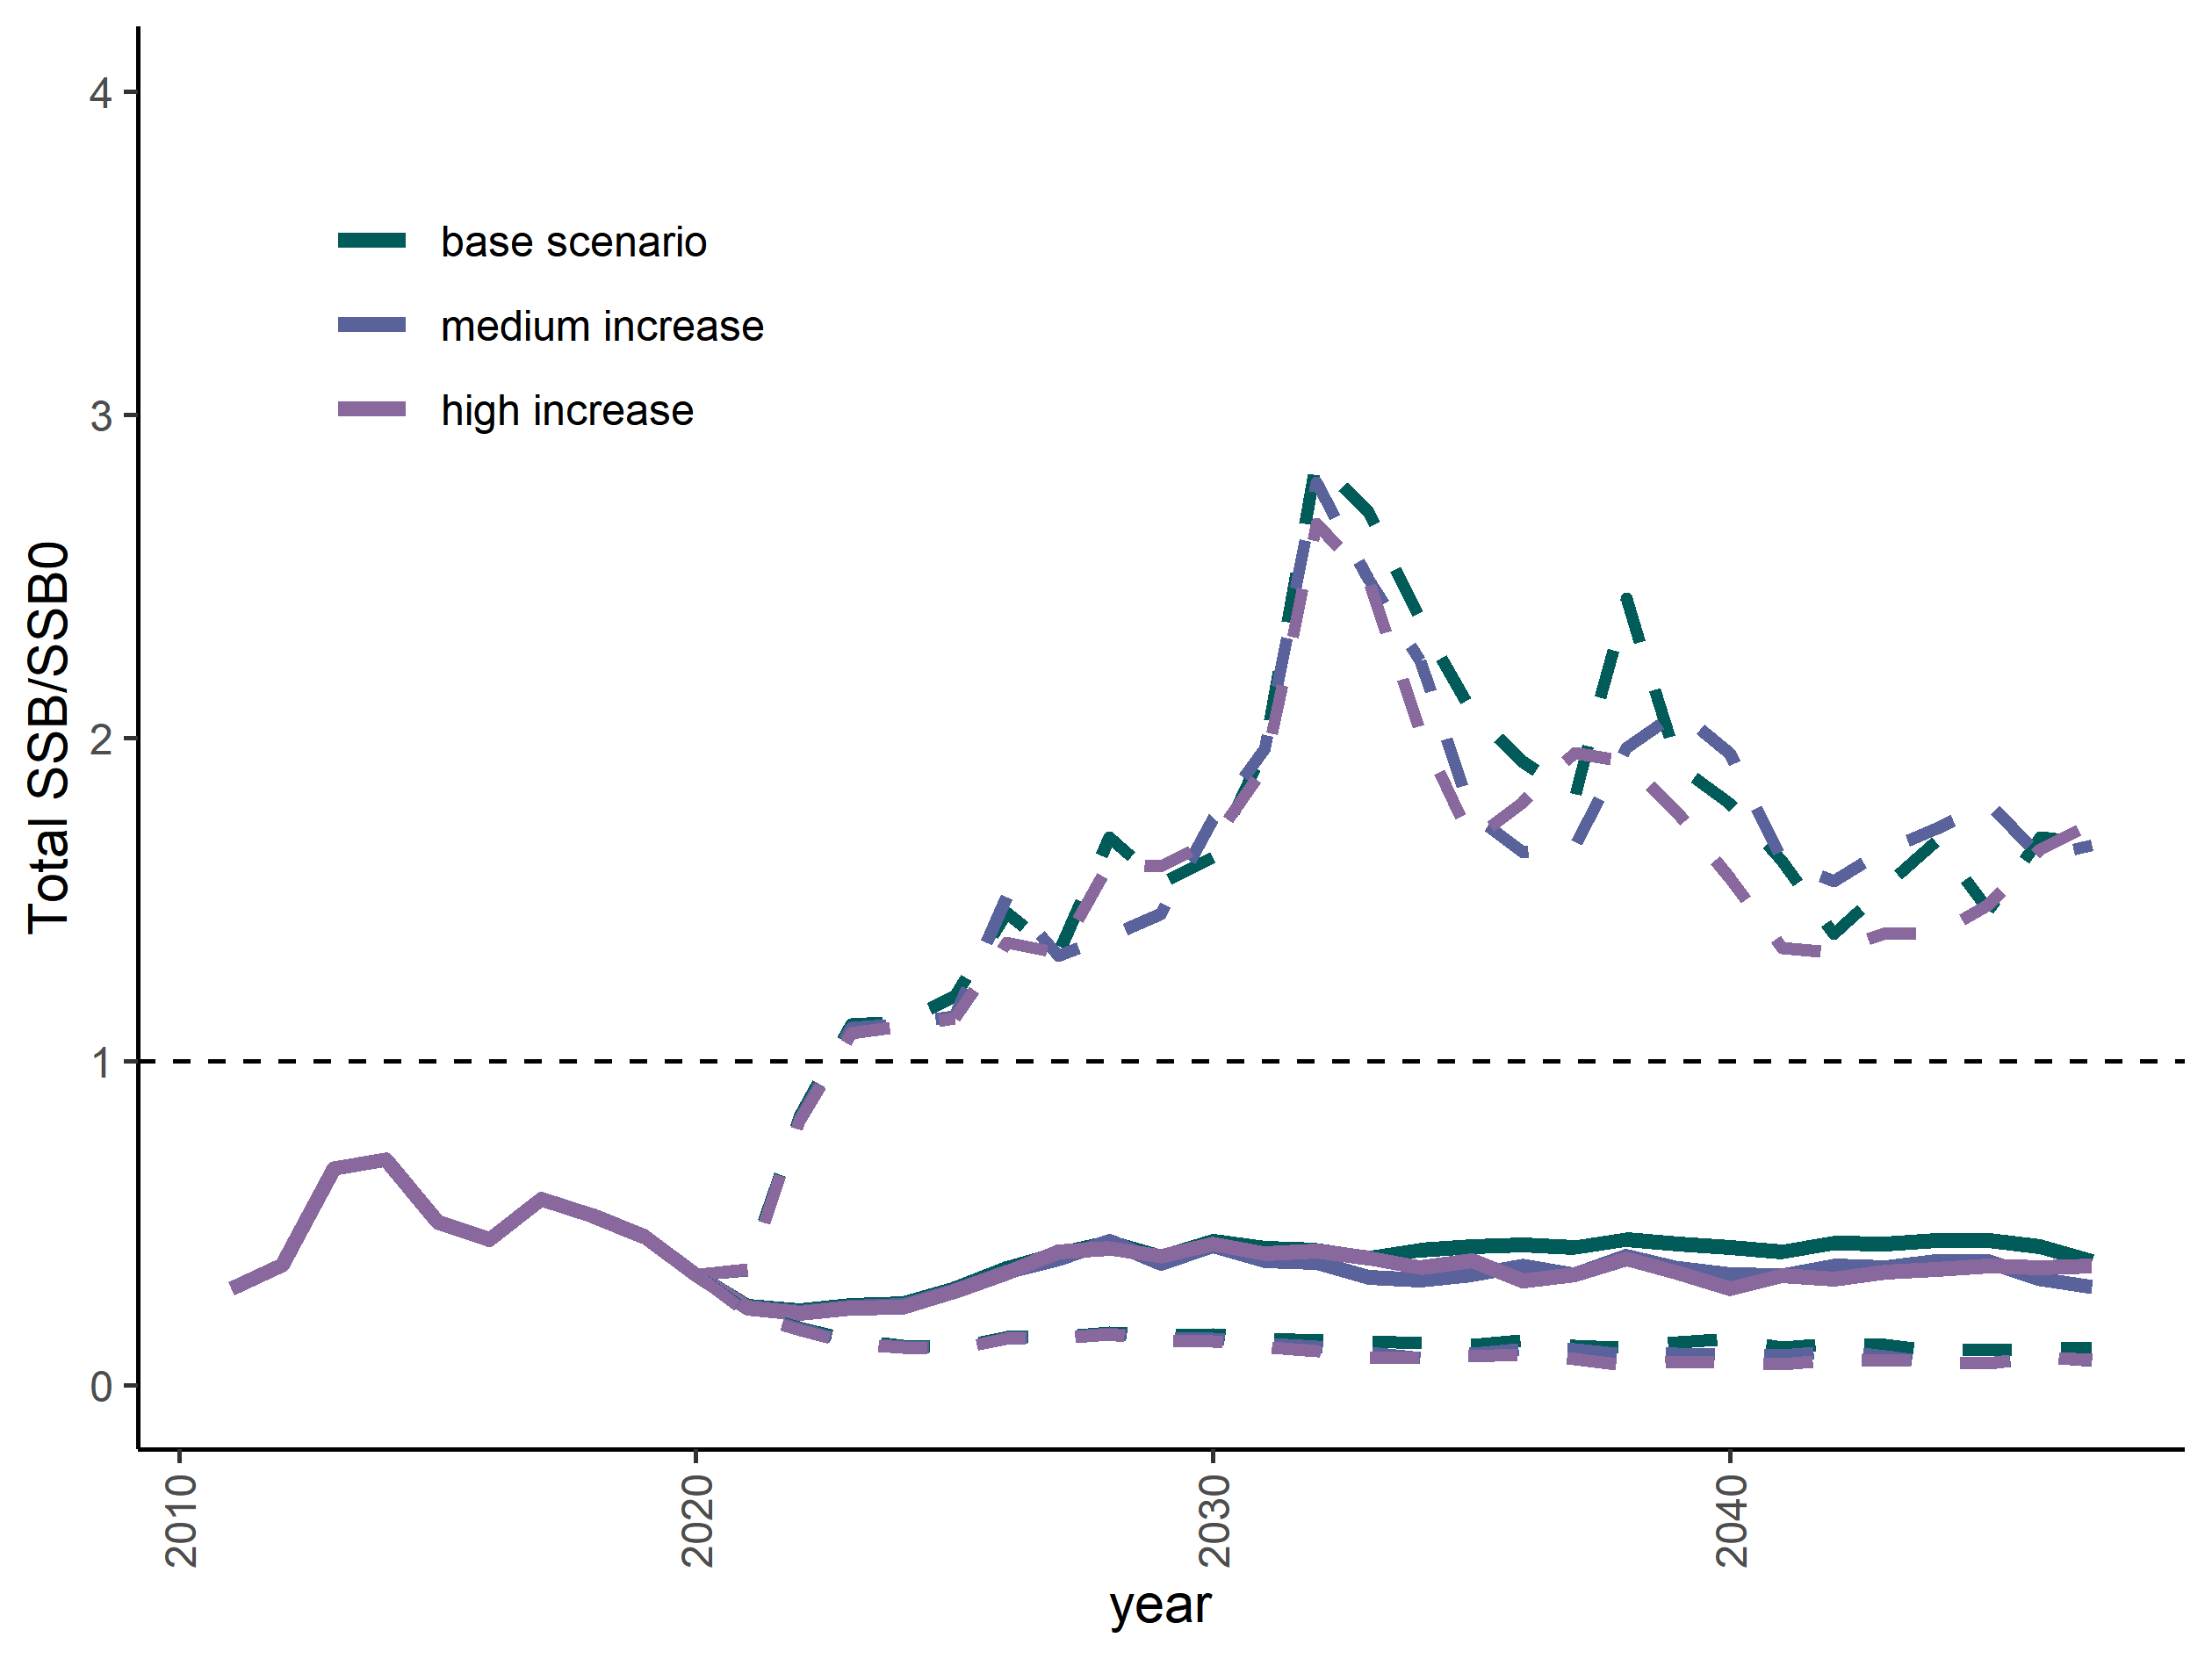 Total SSB/SSB0
4
3
2
1
0
base scenario
medium increase
high increase
2010
2020
2030
2040
year